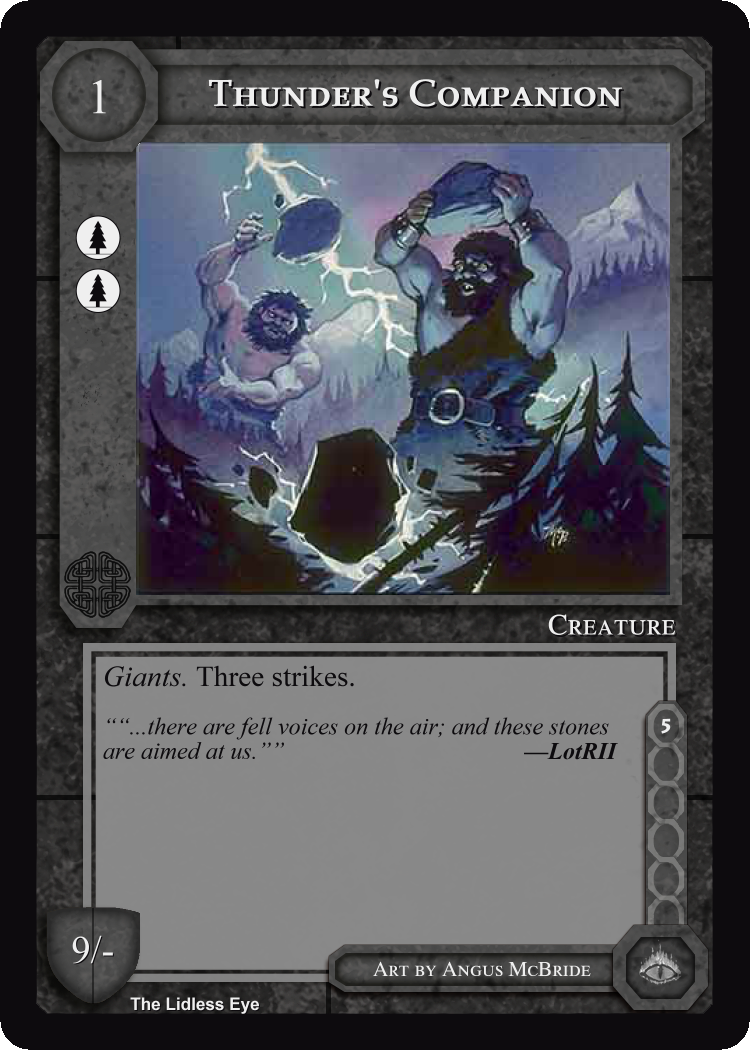 1
Thunder's Companion
Creature
Giants. Three strikes.
““...there are fell voices on the air; and these stones
are aimed at us.””
—LotRII
5
9/-
Art by Angus McBride
The Lidless Eye